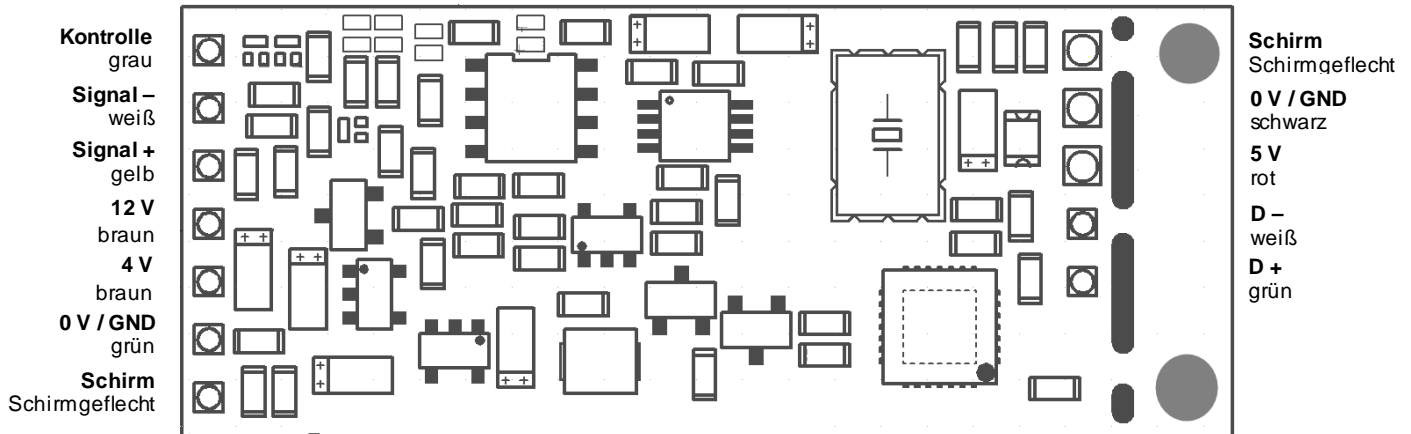 Kontrolle
grau
Signal –
weiß
Signal +
gelb
12 V
braun
4 V
braun
0 V / GND
grün
Schirm
Schirmgeflecht
Schirm
Schirmgeflecht
0 V / GND
schwarz
5 V
rot
D –
weiß
D +
grün